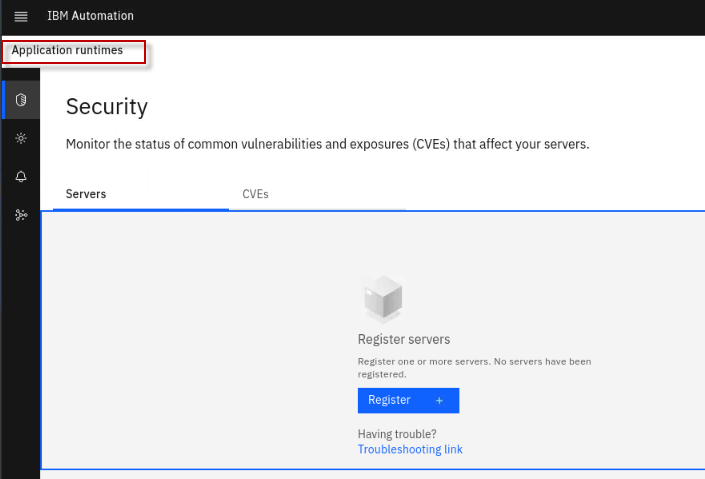 IBM Automation
Application runtimes
Security
Monitor the status of common vulnerabilities and exposures (CVEs) that affect your servers.
Servers
CVEs
Register servers
Register one or more servers. No servers have been
registered.
Register +
Having trouble?
Troubleshooting link